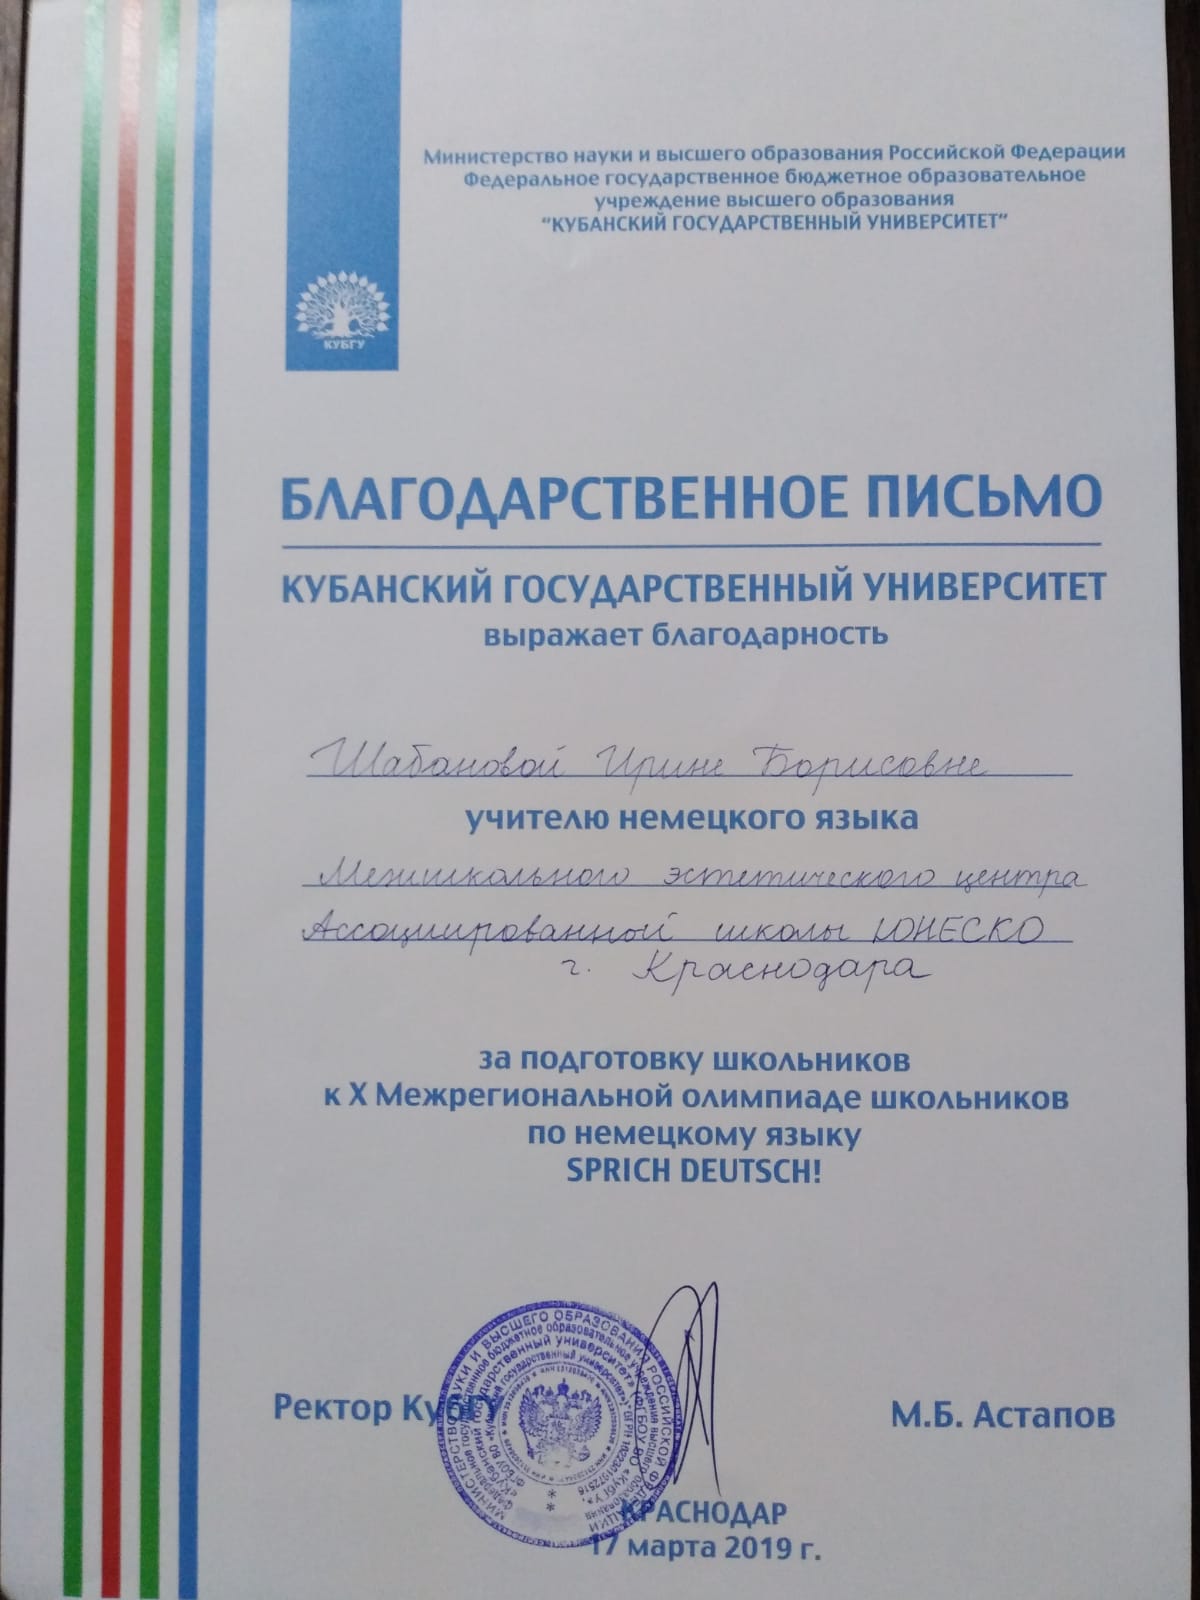 Министерство науки и высшего образования Российской Федерации
Федеральное государственное бюджетное образовательное
учреждение высшего образования
"КУБАНСКИЙ ГОСУДАРСТВЕННЫЙ УНИВЕРСИТЕТ"
КУБГУ
БЛАГОДАРСТВЕННОЕ ПИСЬМО
КУБАНСКИЙ ГОСУДАРСТВЕННЫЙ УНИВЕРСИТЕТ
выражает благодарность
Шабановой Ирине Борисовне
учителю немецкого языка
Межшкольного эстетического центра
Ассоциированной школы ЮНЕСКО
г. Краснодара
за подготовку школьников
к X Межрегиональной олимпиаде школьников
по немецкому языку
SPRICH DEUTSCH!
Ректор
М.Б. Астапов
КРАСНОДАР
17 марта 2019 г.